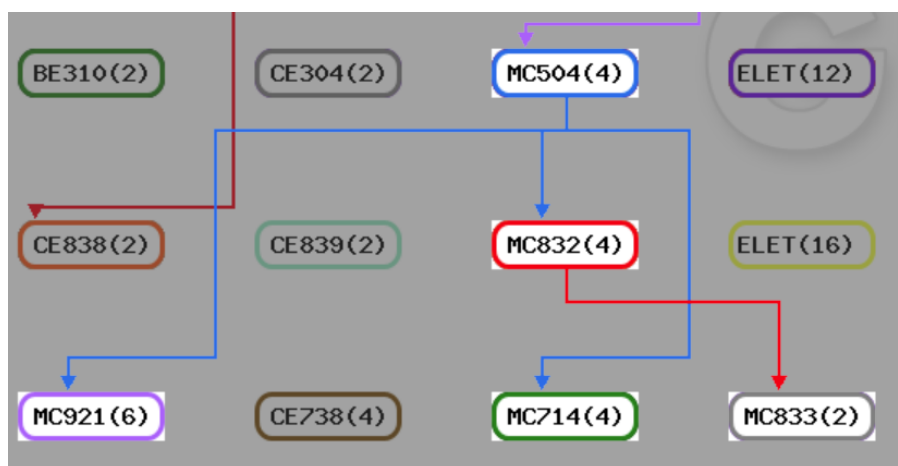 BE310(2) CE304(2) MC504(4) ELET(12)
CE838(2) CE839(2) MC832(4) ELET(16)
MC921(6) CE738(4) MC714(4) MC833(2)